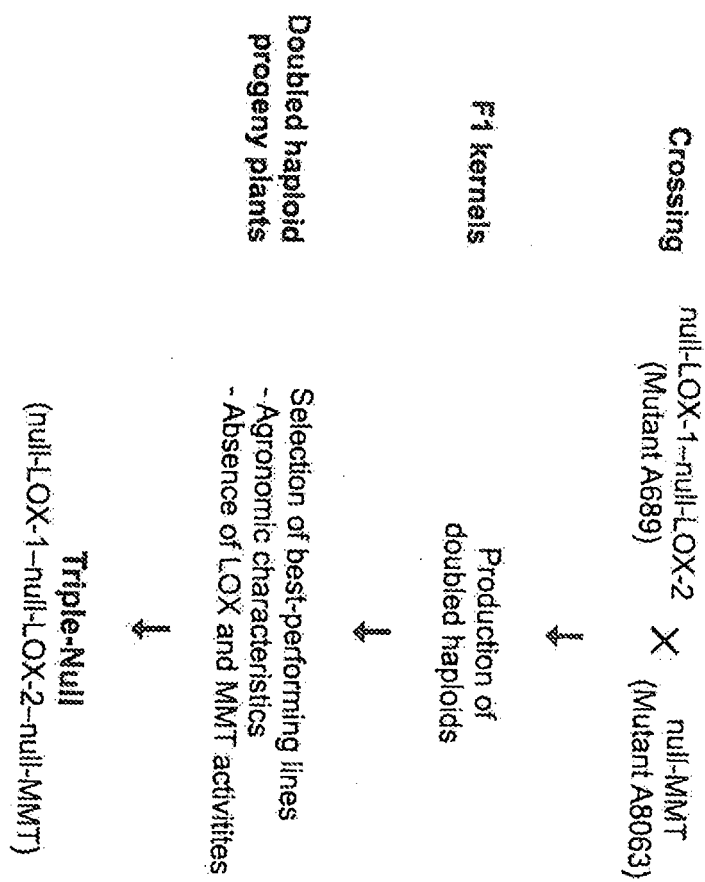 Crossing
null-LOX-1–null-LOX-2
(Mutant A689)
X
null-MMT
(Mutant A8063)
F1 kernels
Production of
doubled haploids
Doubled haploid
progeny plants
Selection of best-performing lines
- Agronomic characteristics
- Absence of LOX and MMT activitites
Triple-Null
(null-LOX-1–null-LOX-2–null-MMT)